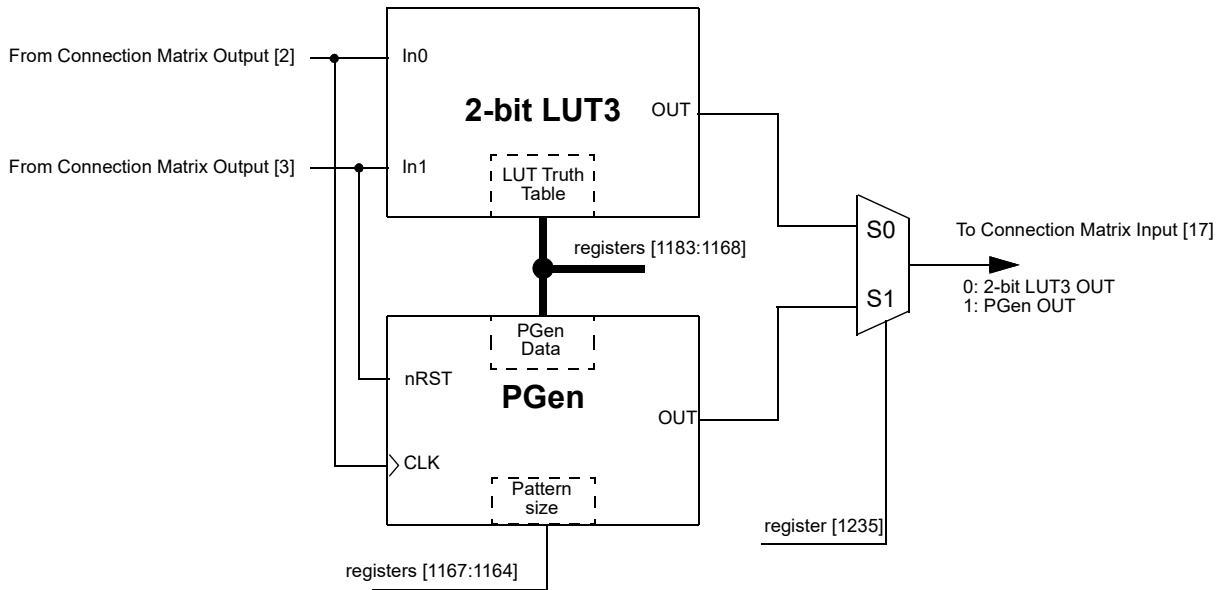 From Connection Matrix Output [2]
In0
2-bit LUT3
OUT
From Connection Matrix Output [3]
In1
LUT Truth
Table
registers [1183:1168]
S0
To Connection Matrix Input [17]
0: 2-bit LUT3 OUT
S1
1: PGen OUT
PGen
Data
nRST
PGen
OUT
CLK
Pattern
size
register [1235]
registers [1167:1164]